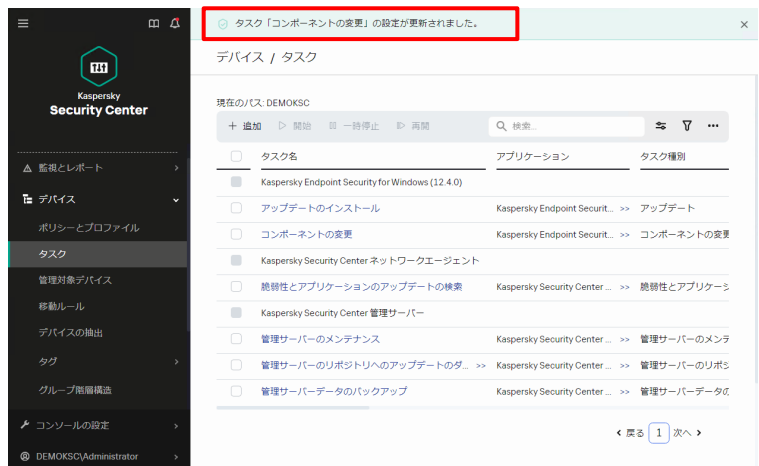 タスク「コンポーネントの変更」の設定が更新されました。
Kaspersky
Security Center
監視とレポート
デバイス
ポリシーとプロファイル
タスク
管理対象デバイス
移動ルール
デバイスの抽出
タグ
グループ階層構造
コンソールの設定
DEMOKSC\Administrator
デバイス / タスク
現在のパス: DEMOKSC
+ 追加 開始 一時停止 再開 検索... •••
タスク名 アプリケーション タスク種別
Kaspersky Endpoint Security for Windows (12.4.0)
アップデートのインストール Kaspersky Endpoint Securit... >> アップデート
コンポーネントの変更 Kaspersky Endpoint Securit... >> コンポーネントの変更
Kaspersky Security Center ネットワークエージェント
脆弱性とアプリケーションのアップデートの検索 Kaspersky Security Center ... >> 脆弱性とアプリケーシ
Kaspersky Security Center 管理サーバー
管理サーバーのメンテナンス Kaspersky Security Center ... >> 管理サーバーのメンテ
管理サーバーのリポジトリへのアップデートのダ... >> Kaspersky Security Center ... >> 管理サーバーのリポジ
管理サーバーデータのバックアップ Kaspersky Security Center ... >> 管理サーバーデータの
戻る 1 次へ